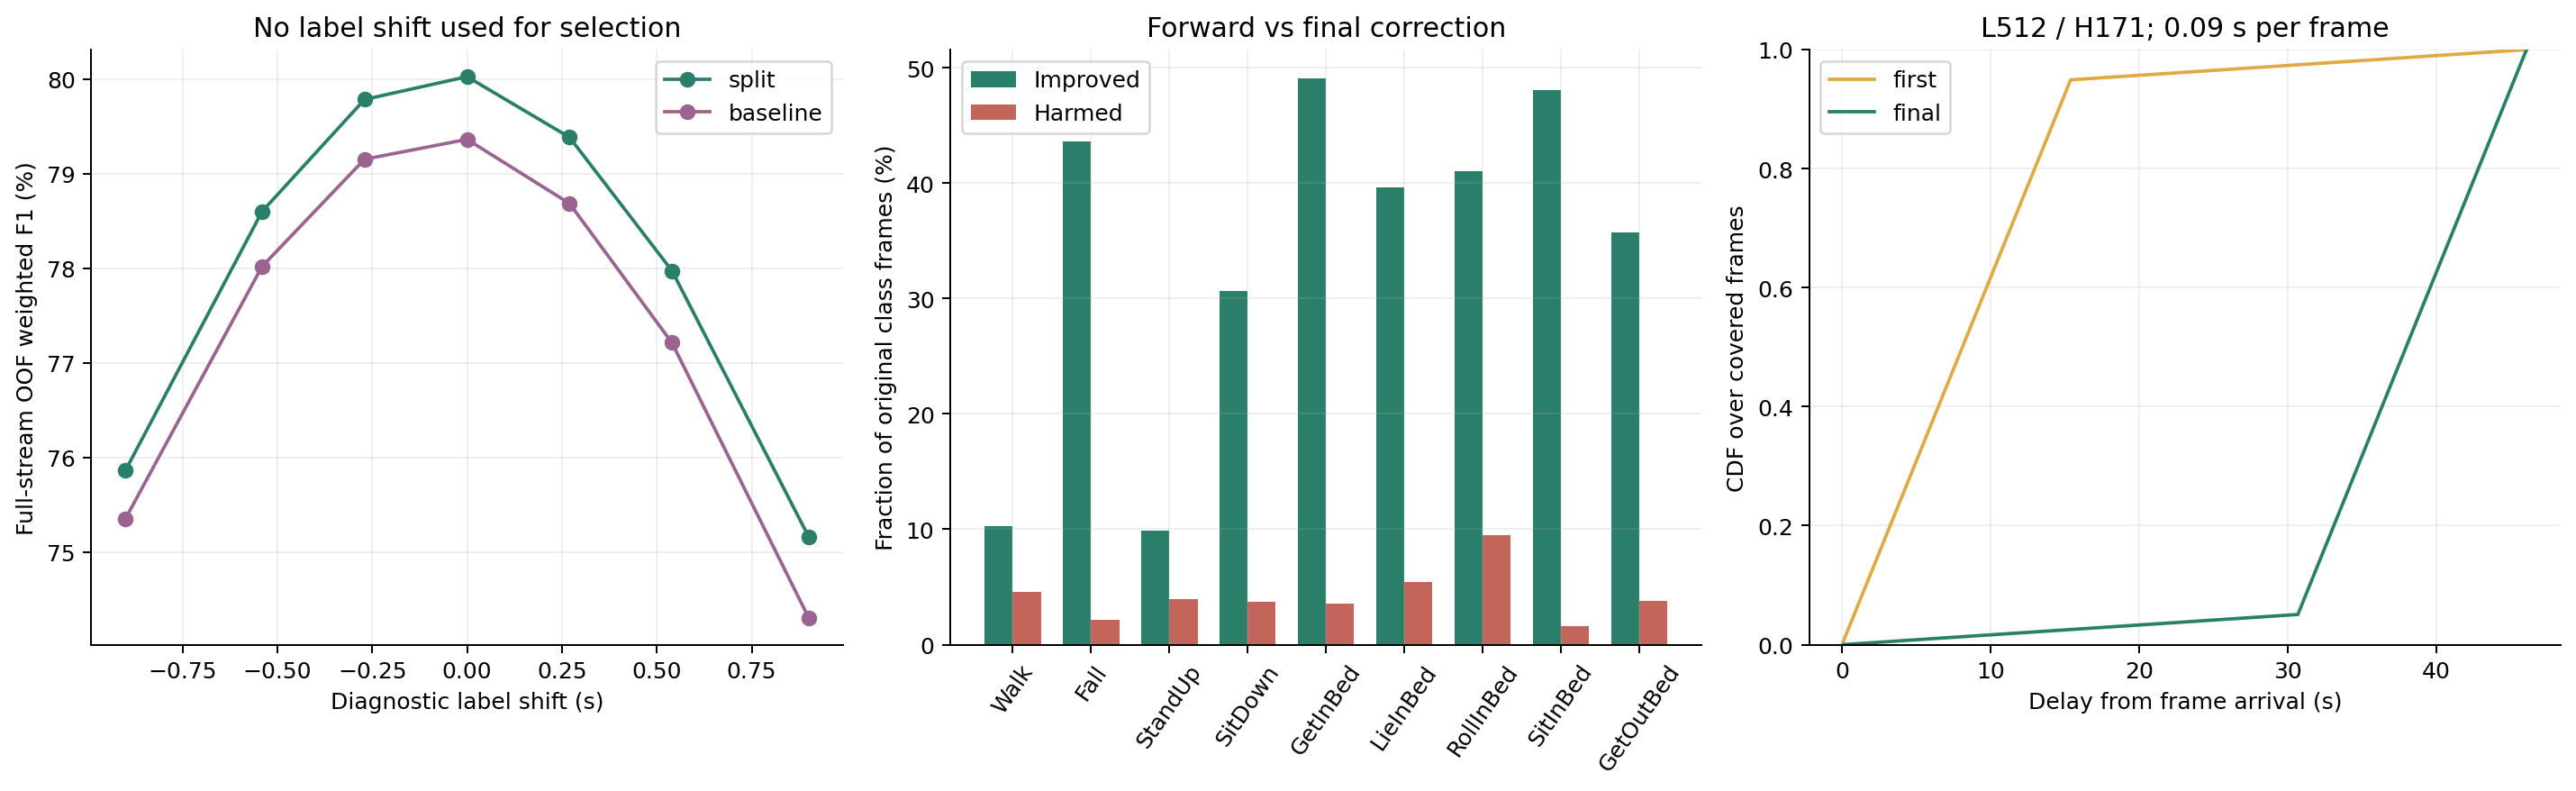 No label shift used for selection
split
baseline
Full-stream OOF weighted F1 (%)
80
79
78
77
76
75
−0.75
−0.50
−0.25
0.00
0.25
0.50
0.75
Diagnostic label shift (s)
Forward vs final correction
Improved
Harmed
Fraction of original class frames (%)
50
40
30
20
10
0
Walk
Fall
StandUp
SitDown
GetInBed
LieInBed
RollInBed
SitInBed
GetOutBed
L512 / H171; 0.09 s per frame
first
final
CDF over covered frames
1.0
0.8
0.6
0.4
0.2
0.0
0
10
20
30
40
Delay from frame arrival (s)